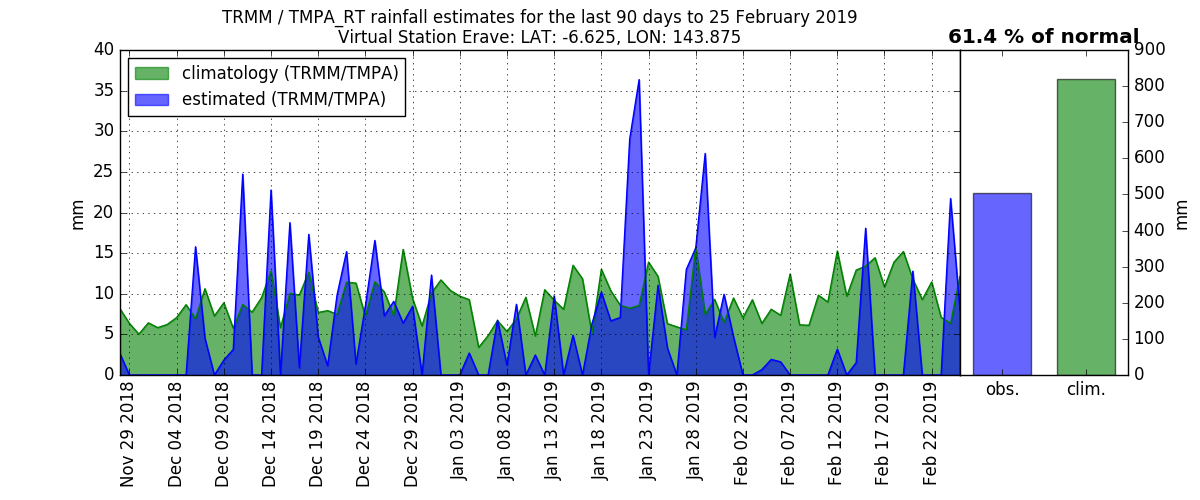 TRMM / TMPA_RT rainfall estimates for the last 90 days to 25 February 2019
Virtual Station Erave: LAT: -6.625, LON: 143.875
61.4 % of normal
climatology (TRMM/TMPA)
estimated (TRMM/TMPA)
mm
40
35
30
25
20
15
10
5
0
Nov 29 2018
Dec 04 2018
Dec 09 2018
Dec 14 2018
Dec 19 2018
Dec 24 2018
Dec 29 2018
Jan 03 2019
Jan 08 2019
Jan 13 2019
Jan 18 2019
Jan 23 2019
Jan 28 2019
Feb 02 2019
Feb 07 2019
Feb 12 2019
Feb 17 2019
Feb 22 2019
obs.
clim.
900
800
700
600
500
400
300
200
100
0
mm